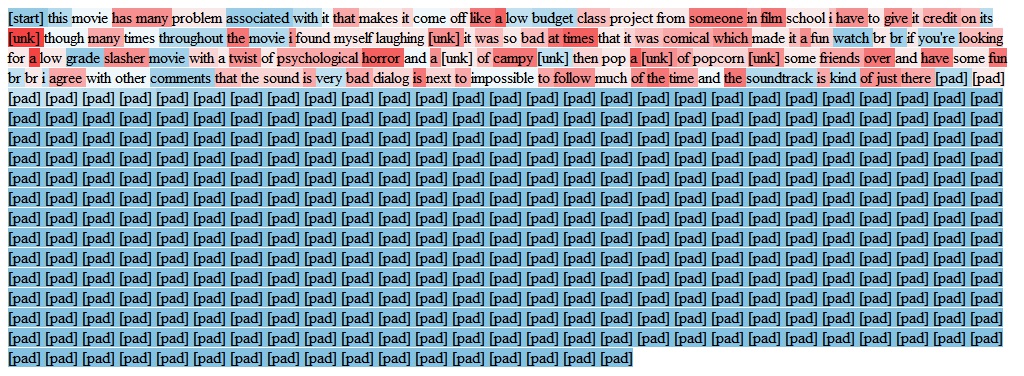 [start] this movie has many problem associated with it that makes it come off like a low budget class project from someone in film school i have to give it credit on its
[unk] though many times throughout the movie i found myself laughing [unk] it was so bad at times that it was comical which made it a fun watch br br if you're looking
for a low grade slasher movie with a twist of psychological horror and a [unk] of campy [unk] then pop a [unk] of popcorn [unk] some friends over and have some fun
br br i agree with other comments that the sound is very bad dialog is next to impossible to follow much of the time and the soundtrack is kind of just there [pad] [pad]
[pad] [pad] [pad] [pad] [pad] [pad] [pad] [pad] [pad] [pad] [pad] [pad] [pad] [pad] [pad] [pad] [pad] [pad] [pad] [pad] [pad] [pad] [pad] [pad] [pad] [pad] [pad]
[pad] [pad] [pad] [pad] [pad] [pad] [pad] [pad] [pad] [pad] [pad] [pad] [pad] [pad] [pad] [pad] [pad] [pad] [pad] [pad] [pad] [pad] [pad] [pad] [pad] [pad] [pad]
[pad] [pad] [pad] [pad] [pad] [pad] [pad] [pad] [pad] [pad] [pad] [pad] [pad] [pad] [pad] [pad] [pad] [pad] [pad] [pad] [pad] [pad] [pad] [pad] [pad] [pad] [pad]
[pad] [pad] [pad] [pad] [pad] [pad] [pad] [pad] [pad] [pad] [pad] [pad] [pad] [pad] [pad] [pad] [pad] [pad] [pad] [pad] [pad] [pad] [pad] [pad] [pad] [pad] [pad]
[pad] [pad] [pad] [pad] [pad] [pad] [pad] [pad] [pad] [pad] [pad] [pad] [pad] [pad] [pad] [pad] [pad] [pad] [pad] [pad] [pad] [pad] [pad] [pad] [pad] [pad] [pad]
[pad] [pad] [pad] [pad] [pad] [pad] [pad] [pad] [pad] [pad] [pad] [pad] [pad] [pad] [pad] [pad] [pad] [pad] [pad] [pad] [pad] [pad] [pad] [pad] [pad] [pad] [pad]
[pad] [pad] [pad] [pad] [pad] [pad] [pad] [pad] [pad] [pad] [pad] [pad] [pad] [pad] [pad] [pad] [pad] [pad] [pad] [pad] [pad] [pad] [pad] [pad] [pad] [pad] [pad]
[pad] [pad] [pad] [pad] [pad] [pad] [pad] [pad] [pad] [pad] [pad] [pad] [pad] [pad] [pad] [pad] [pad] [pad] [pad] [pad] [pad] [pad] [pad] [pad] [pad] [pad] [pad]
[pad] [pad] [pad] [pad] [pad] [pad] [pad] [pad] [pad] [pad] [pad] [pad] [pad] [pad] [pad] [pad] [pad] [pad] [pad] [pad] [pad] [pad] [pad] [pad] [pad] [pad] [pad]
[pad] [pad] [pad] [pad] [pad] [pad] [pad] [pad] [pad] [pad] [pad] [pad] [pad] [pad] [pad] [pad] [pad] [pad] [pad] [pad] [pad] [pad] [pad] [pad] [pad] [pad] [pad]
[pad] [pad] [pad] [pad] [pad] [pad] [pad] [pad] [pad] [pad] [pad] [pad] [pad] [pad] [pad] [pad] [pad] [pad] [pad] [pad] [pad] [pad] [pad] [pad] [pad] [pad] [pad]
[pad] [pad] [pad] [pad] [pad] [pad] [pad] [pad] [pad] [pad] [pad] [pad] [pad] [pad] [pad] [pad] [pad] [pad] [pad] [pad] [pad] [pad] [pad] [pad] [pad] [pad] [pad]
[pad] [pad] [pad] [pad] [pad] [pad] [pad] [pad] [pad] [pad] [pad] [pad] [pad] [pad] [pad] [pad] [pad] [pad] [pad] [pad] [pad] [pad] [pad] [pad] [pad] [pad] [pad]
[pad] [pad] [pad] [pad] [pad] [pad] [pad] [pad] [pad] [pad] [pad] [pad] [pad] [pad] [pad] [pad] [pad]